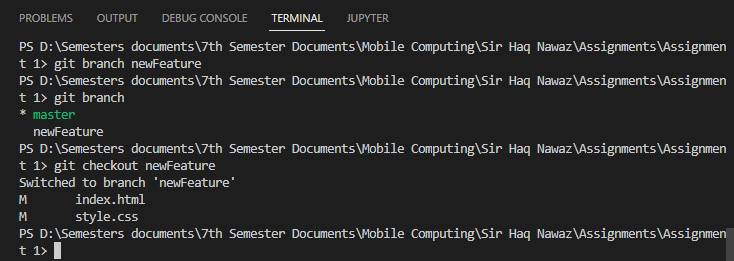 PROBLEMS OUTPUT DEBUG CONSOLE TERMINAL JUPYTER
PS D:\Semesters documents\7th Semester Documents\Mobile Computing\Sir Haq Nawaz\Assignments\Assignmen
t 1> git branch newFeature
PS D:\Semesters documents\7th Semester Documents\Mobile Computing\Sir Haq Nawaz\Assignments\Assignmen
t 1> git branch
* master
  newFeature
PS D:\Semesters documents\7th Semester Documents\Mobile Computing\Sir Haq Nawaz\Assignments\Assignmen
t 1> git checkout newFeature
Switched to branch 'newFeature'
M       index.html
M       style.css
PS D:\Semesters documents\7th Semester Documents\Mobile Computing\Sir Haq Nawaz\Assignments\Assignmen
t 1>